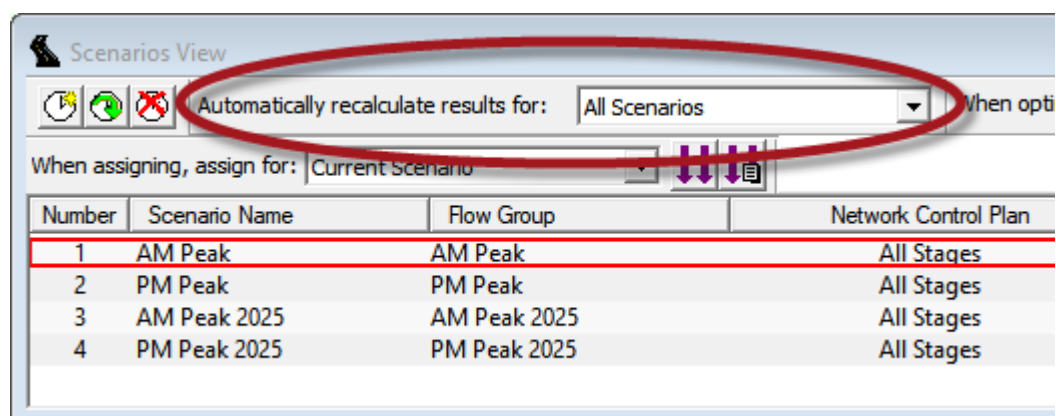 Scenarios View
Automatically recalculate results for: All Scenarios When opti
When assigning, assign for: Current Scenario
Number Scenario Name Flow Group Network Control Plan
1 AM Peak AM Peak All Stages
2 PM Peak PM Peak All Stages
3 AM Peak 2025 AM Peak 2025 All Stages
4 PM Peak 2025 PM Peak 2025 All Stages